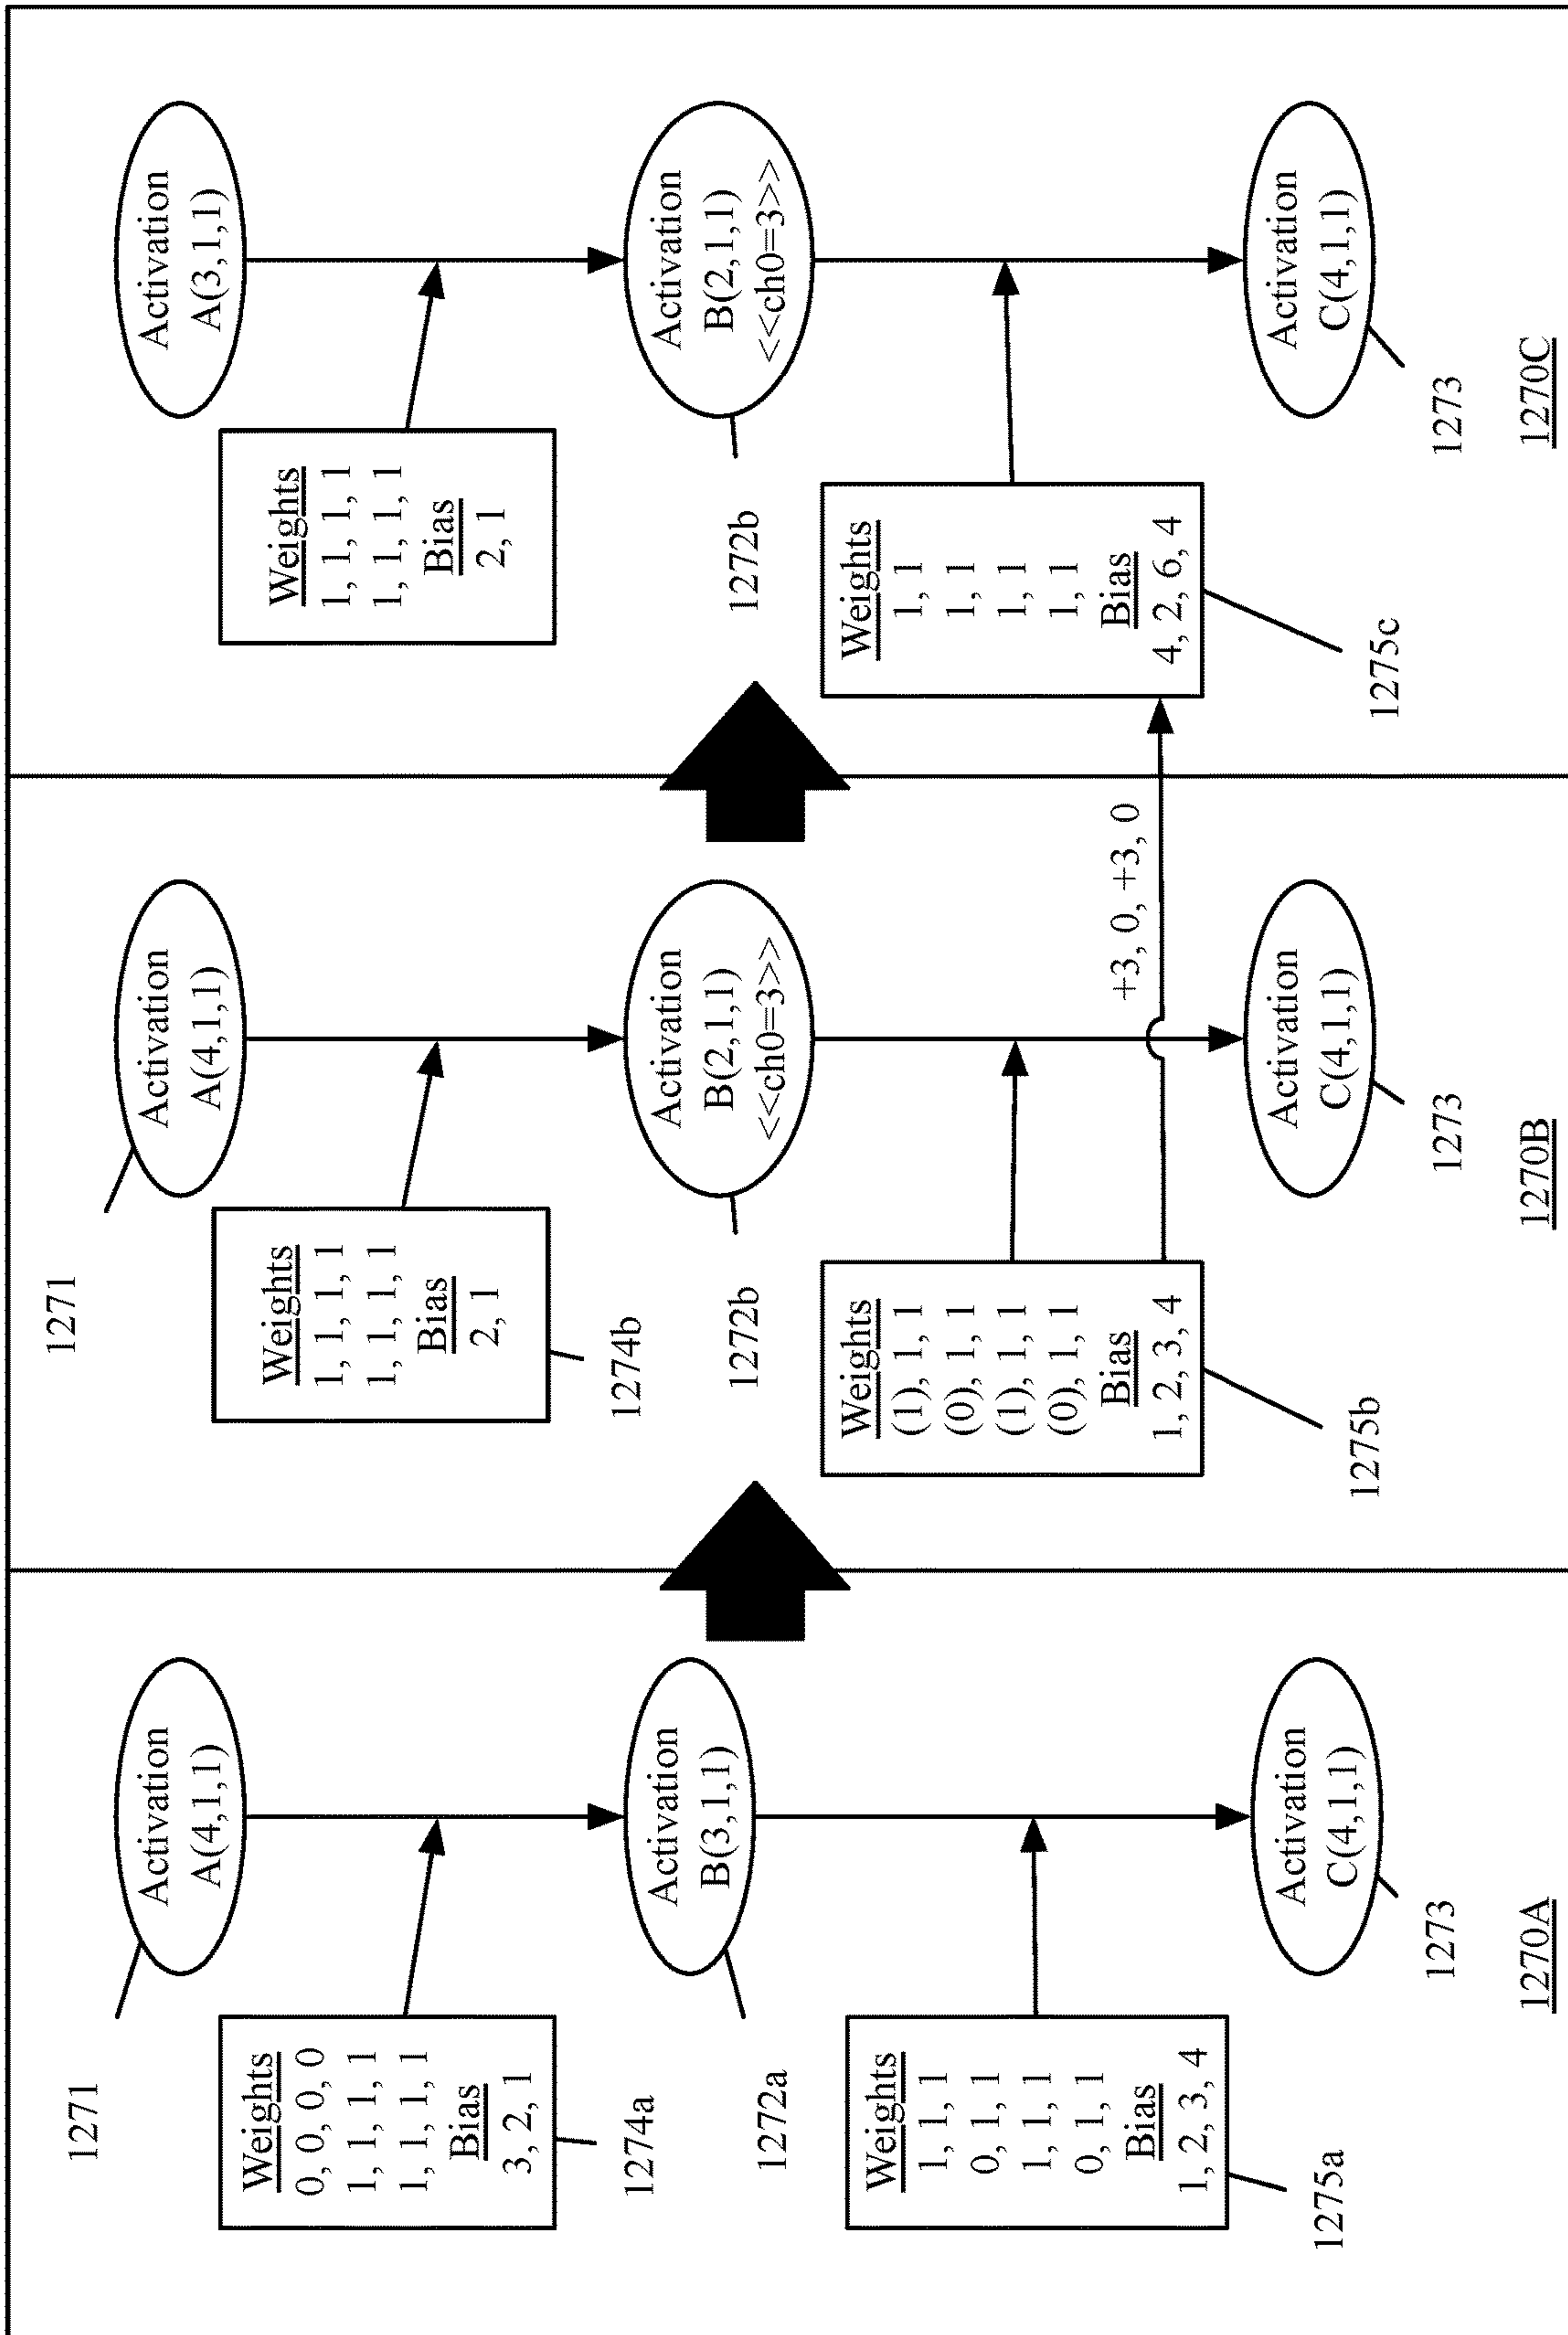 1271
Activation
A(4,1,1)
Weights
0, 0, 0, 0
1, 1, 1, 1
1, 1, 1, 1
Bias
3, 2, 1
1274a
Activation
B(3,1,1)
1272a
Weights
1, 1, 1
0, 1, 1
1, 1, 1
0, 1, 1
Bias
1, 2, 3, 4
1275a
Activation
C(4,1,1)
1273
1270A
1271
Activation
A(4,1,1)
Weights
1, 1, 1, 1
1, 1, 1, 1
Bias
2, 1
1274b
Activation
B(2,1,1)
<<ch0=3>>
1272b
Weights
(1), 1, 1
(0), 1, 1
(1), 1, 1
(0), 1, 1
Bias
1, 2, 3, 4
1275b
+3, 0, +3, 0
Activation
C(4,1,1)
1273
1270B
Activation
A(3,1,1)
Weights
1, 1, 1, 1
1, 1, 1, 1
Bias
2, 1
Activation
B(2,1,1)
<<ch0=3>>
1272b
Weights
1, 1
1, 1
1, 1
1, 1
Bias
4, 2, 6, 4
1275c
Activation
C(4,1,1)
1273
1270C